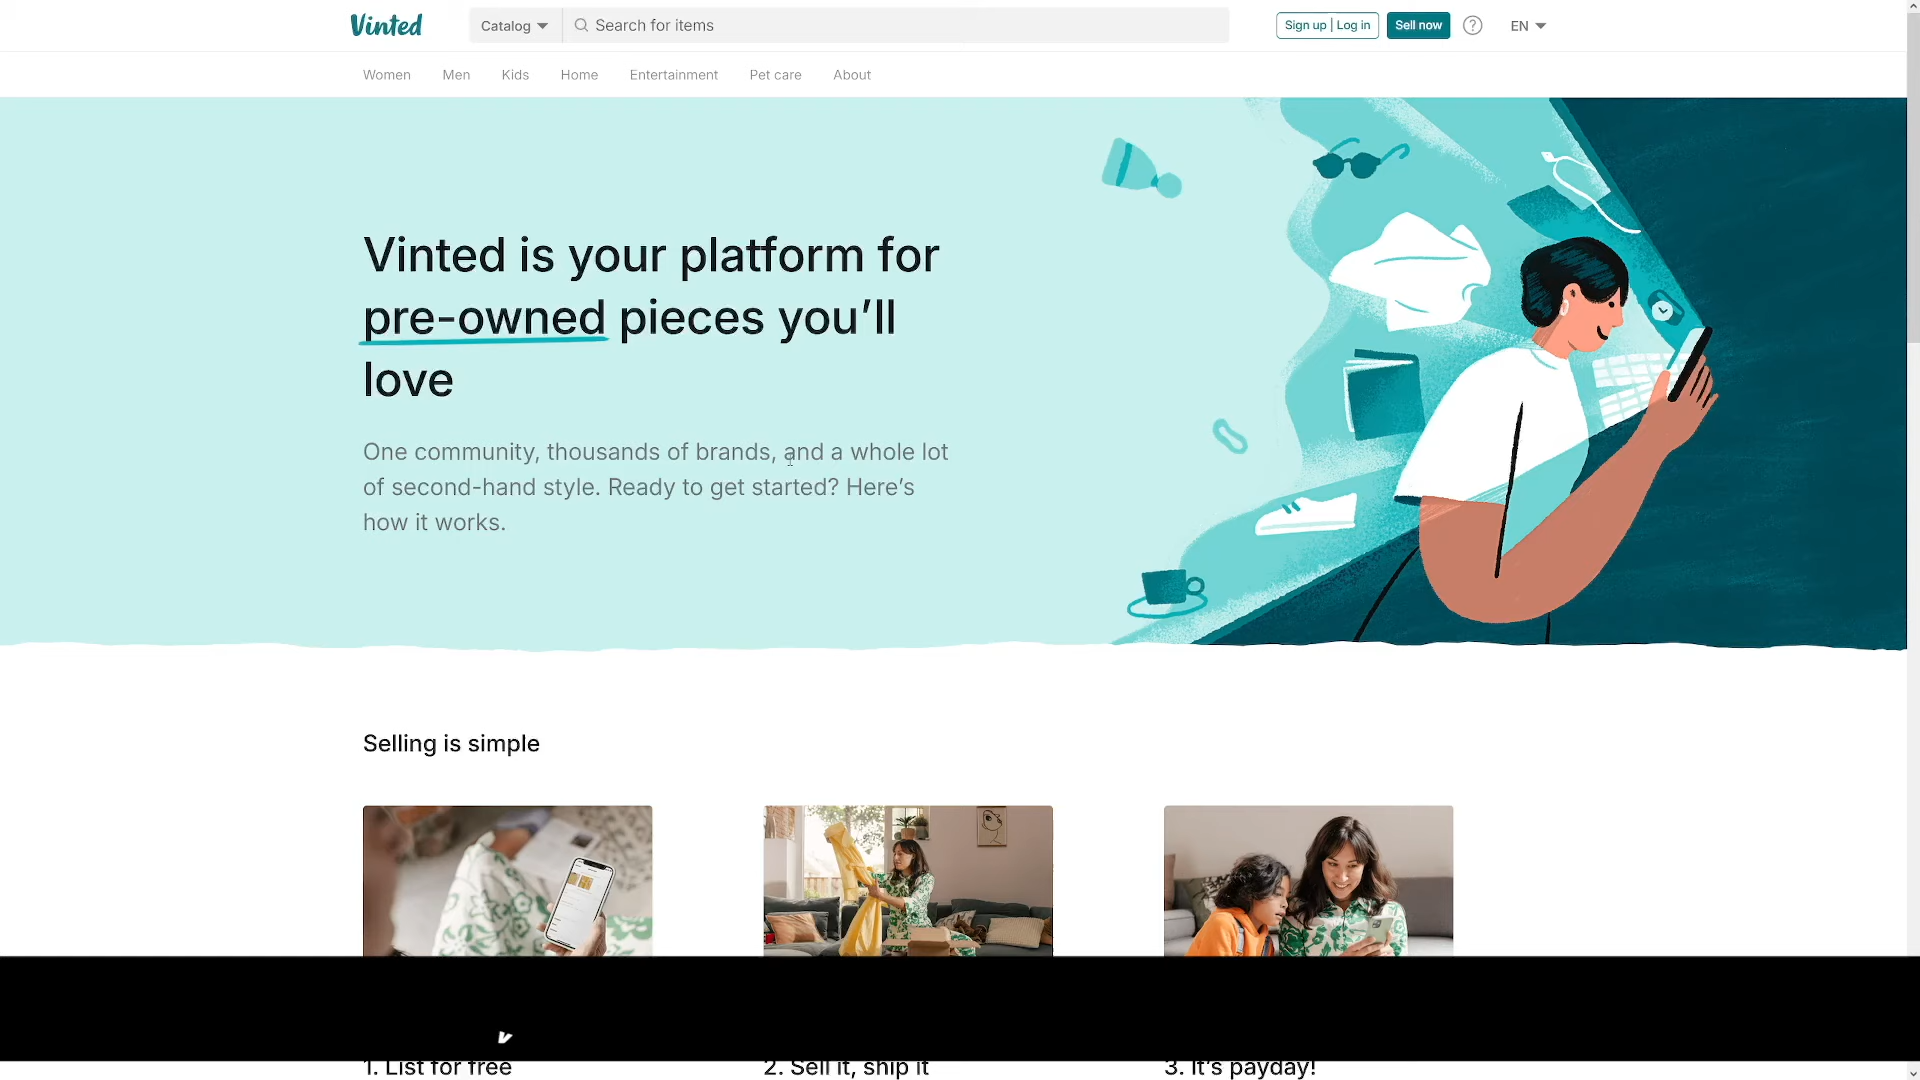 Vinted
Catalog
Search for items
Sign up | Log in
Sell now
?
EN
Women
Men
Kids
Home
Entertainment
Pet care
About
Vinted is your platform for
pre-owned pieces you’ll
love
One community, thousands of brands, and a whole lot
of second-hand style. Ready to get started? Here’s
how it works.
Selling is simple
1. List for free
2. Sell it, ship it
3. It’s payday!